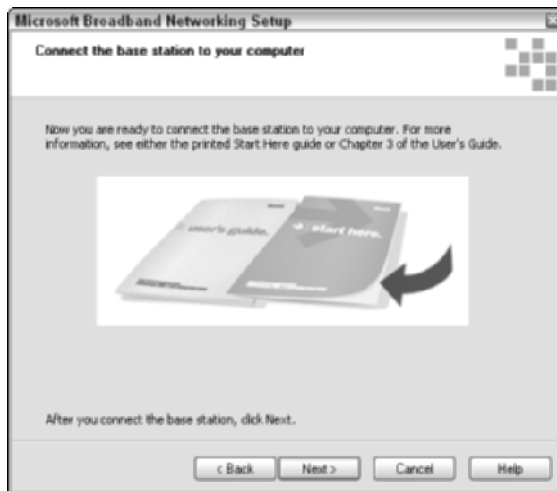 Microsoft Broadband Networking Setup
Connect the base station to your computer
Now you are ready to connect the base station to your computer. For more
information, see either the printed Start Here guide or Chapter 3 of the User's Guide.
user's guide.
start here.
After you connect the base station, click Next.
< Back
Next >
Cancel
Help